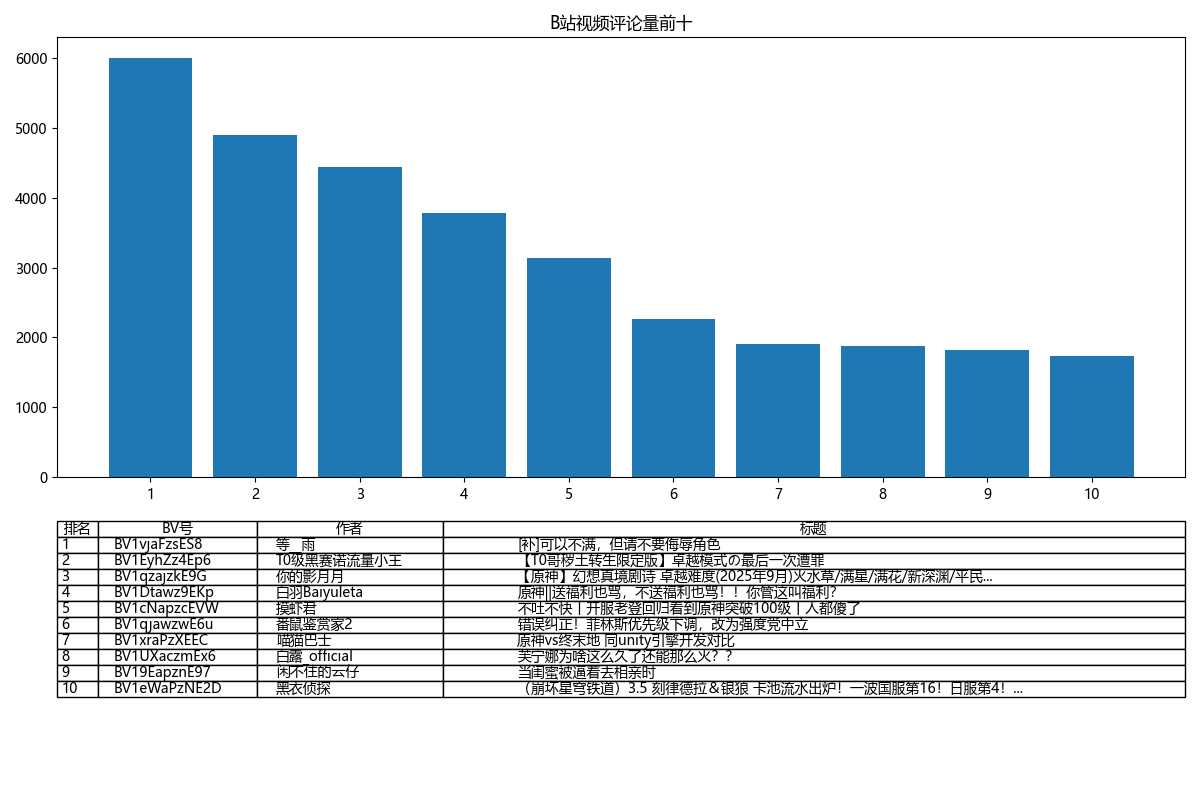 B站视频评论量前十
6000
5000
4000
3000
2000
1000
0
1 2 3 4 5 6 7 8 9 10
排名 BV号 作者 标题
1 BV1vjaFzsES8 等_雨 [补]可以不满，但请不要侮辱角色
2 BV1EyhZz4Ep6 T0级黑赛诺流量小王 【T0哥秽土转生限定版】卓越模式の最后一次遭罪
3 BV1qzajzkE9G 你的影月月 【原神】幻想真境剧诗 卓越难度(2025年9月)火水草/满星/满花/新深渊/平民...
4 BV1Dtawz9EKp 白羽Baiyuleta 原神||送福利也骂，不送福利也骂！！你管这叫福利？
5 BV1cNapzcEVW 摸虾君 不吐不快丨开服老登回归看到原神突破100级丨人都傻了
6 BV1qjawzwE6u 番鼠鉴赏家2 错误纠正！菲林斯优先级下调，改为强度党中立
7 BV1xraPzXEEC 喵猫巴士 原神vs终末地 同unity引擎开发对比
8 BV1UXaczmEx6 白露_official 芙宁娜为啥这么久了还能那么火？？
9 BV19EapznE97 闲不住的云仔 当闺蜜被逼着去相亲时
10 BV1eWaPzNE2D 黑衣侦探 （崩坏星穹铁道）3.5 刻律德拉＆银狼 卡池流水出炉！一波国服第16！日服第4！...